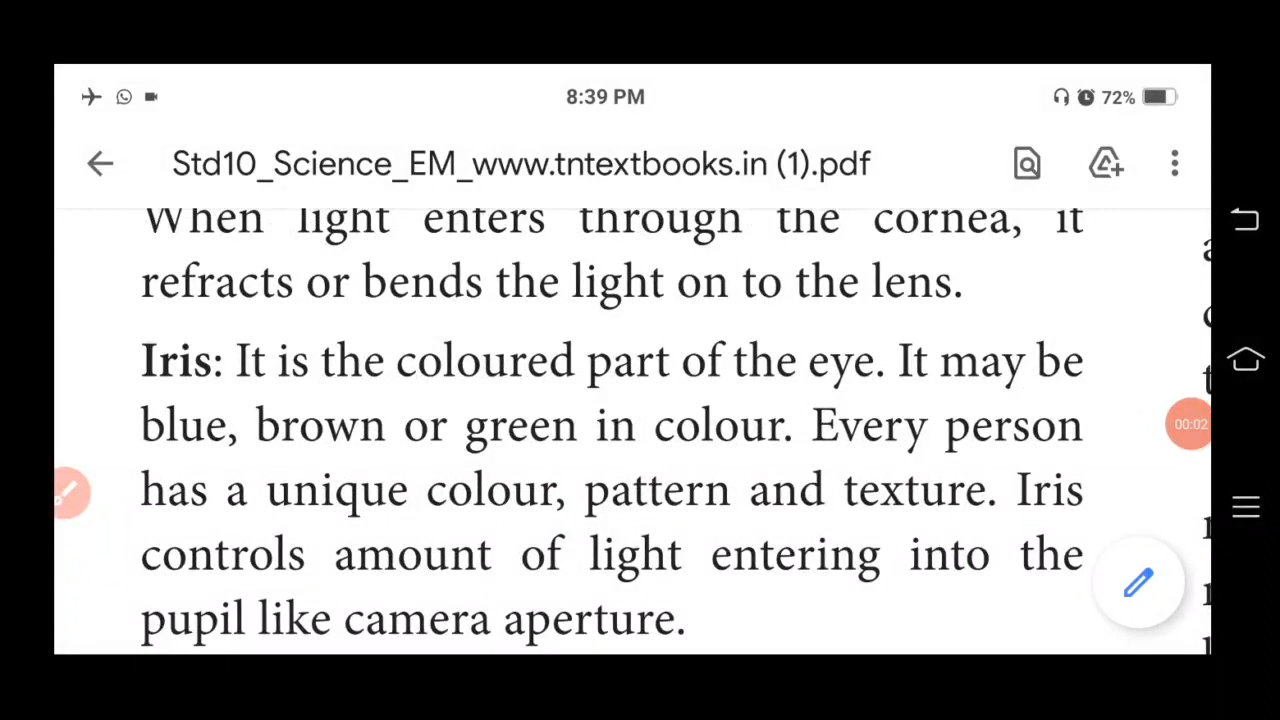 8:39 PM
72%
Std10_Science_EM_www.tntextbooks.in (1).pdf
When light enters through the cornea, it
refracts or bends the light on to the lens.
Iris: It is the coloured part of the eye. It may be
blue, brown or green in colour. Every person
has a unique colour, pattern and texture. Iris
controls amount of light entering into the
pupil like camera aperture.
00:02